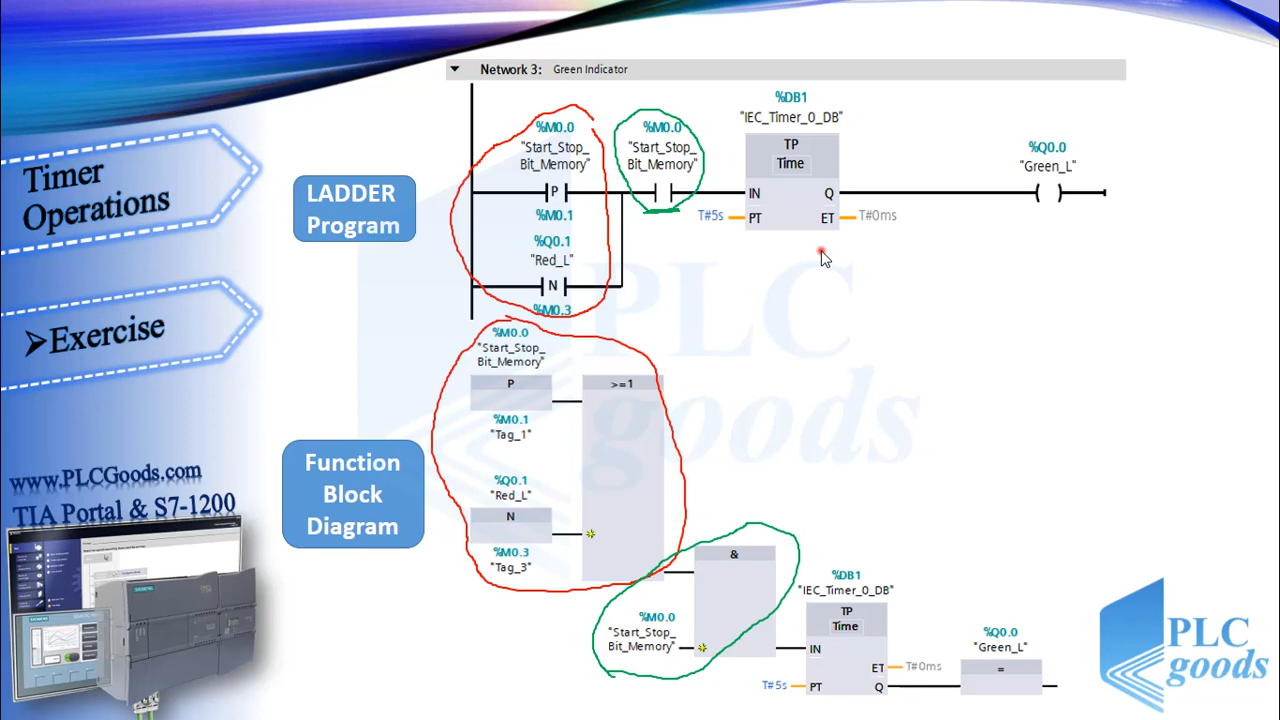 Network 3: Green Indicator
Timer
Operations
➢Exercise
www.PLCGoods.com
TIA Portal & S7-1200
LADDER
Program
%M0.0
"Start_Stop_
Bit_Memory"
P
%M0.1
%Q0.1
"Red_L"
N
%M0.3
%M0.0
"Start_Stop_
Bit_Memory"
%DB1
"IEC_Timer_0_DB"
TP
Time
IN
Q
T#5s
PT
ET
T#0ms
%Q0.0
"Green_L"
Function
Block
Diagram
%M0.0
"Start_Stop_
Bit_Memory"
P
%M0.1
"Tag_1"
%Q0.1
"Red_L"
N
%M0.3
"Tag_3"
>=1
&
%M0.0
"Start_Stop_
Bit_Memory"
%DB1
"IEC_Timer_0_DB"
TP
Time
IN
ET
T#0ms
T#5s
PT
Q
%Q0.0
"Green_L"
=
PLC
goods
PLC
goods
SIEMENS